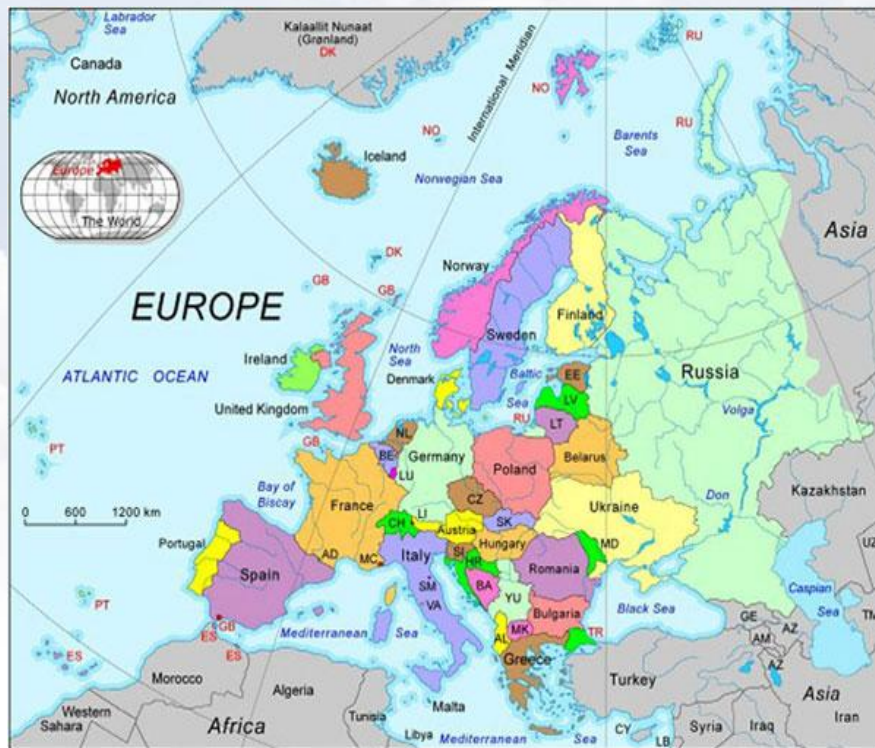 Labrador
Sea
Kalaallit Nunaat
(Grønland)
DK
Canada
North America
International Meridian
NO
RU
RU
NO
Barents
Sea
Iceland
Norwegian Sea
Europe
The World
Asia
DK
GB
GB
Norway
EUROPE
Finland
Sweden
North
Sea
Ireland
ATLANTIC OCEAN
Denmark
Baltic
Sea
EE
LV
Russia
United Kingdom
RU
LT
Volga
PT
GB
NL
BE
Germany
LU
Poland
Belarus
Bay of
Biscay
France
CZ
Ukraine
Don
Kazakhstan
0 600 1200 km
LI
CH
Austria
SK
Portugal
AD
MC
Italy
SI
HR
Hungary
MD
UZ
Spain
SM
BA
Romania
VA
YU
Caspian
Sea
PT
Black Sea
TM
GB
ES
Mediterranean Sea
AL
MK
Bulgaria
TR
GE
AZ
AM
AZ
ES
ES
Greece
Turkey
Morocco
Algeria
Malta
Asia
Western
Sahara
Africa
Tunisia
Libya
Mediterranean Sea
CY
LB
Syria
Iraq
Iran